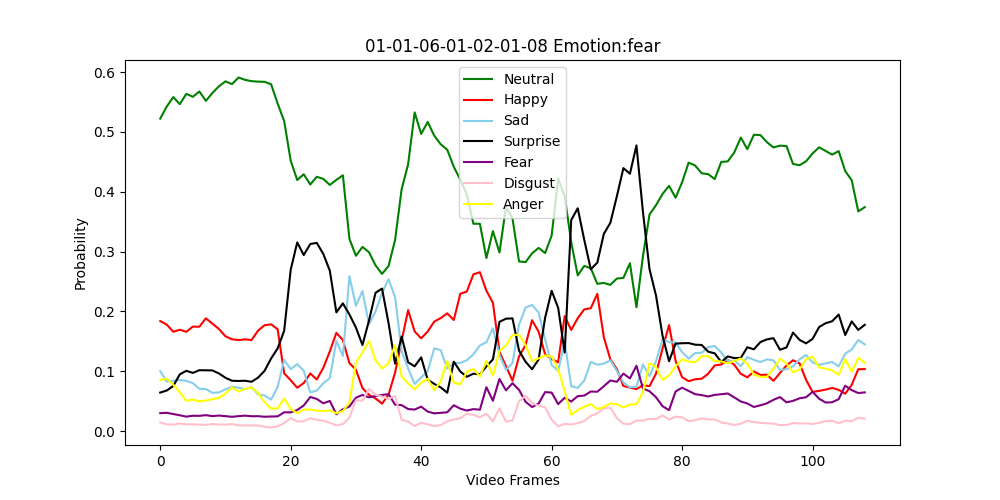 01-01-06-01-02-01-08 Emotion:fear
Neutral
Happy
Sad
Surprise
Fear
Disgust
Anger
0.6
0.5
0.4
0.3
0.2
0.1
0.0
Probability
0 20 40 60 80 100
Video Frames